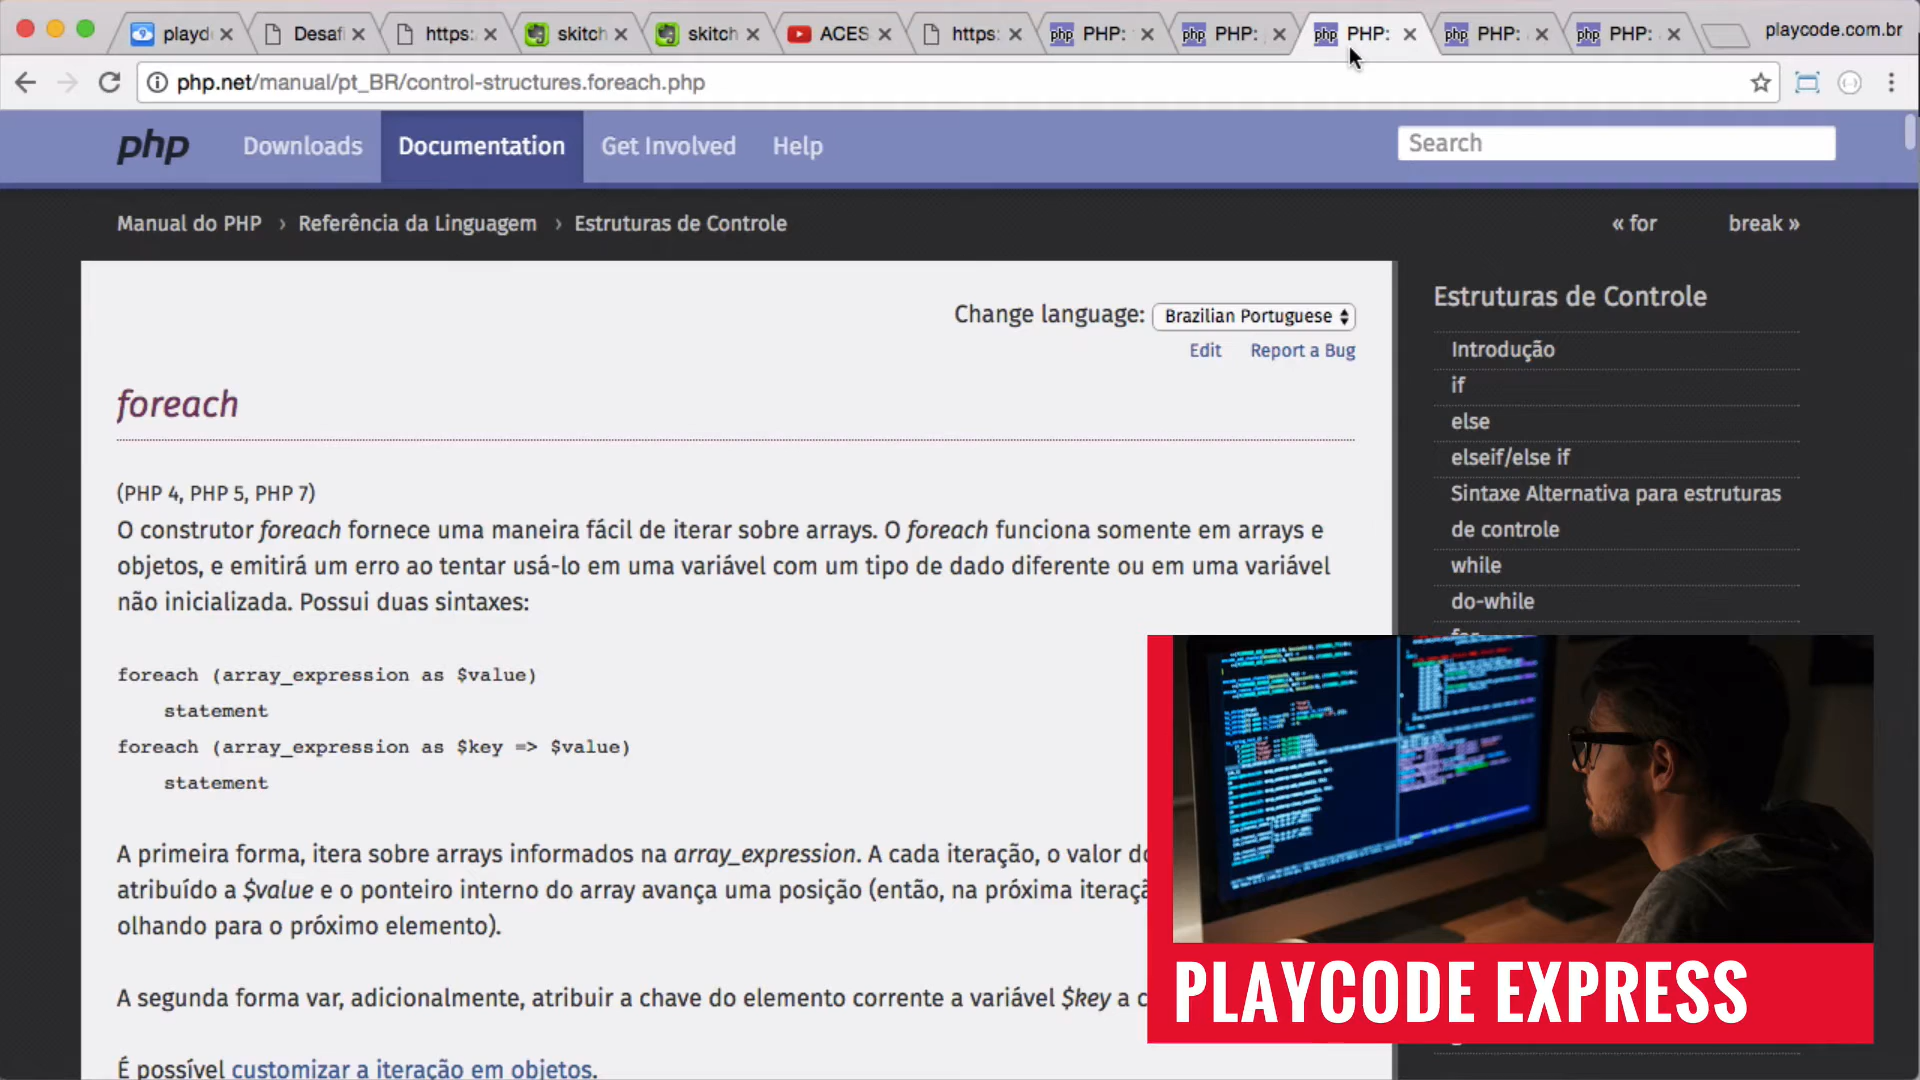 playd
Desafi
https:
skitch
skitch
ACES
https:
PHP:
PHP:
PHP:
PHP:
PHP:
playcode.com.br
php.net/manual/pt_BR/control-structures.foreach.php
php
Downloads
Documentation
Get Involved
Help
Search
Manual do PHP › Referência da Linguagem › Estruturas de Controle
« for
break »
Change language: Brazilian Portuguese
Edit
Report a Bug
foreach
(PHP 4, PHP 5, PHP 7)
O construtor foreach fornece uma maneira fácil de iterar sobre arrays. O foreach funciona somente em arrays e
objetos, e emitirá um erro ao tentar usá-lo em uma variável com um tipo de dado diferente ou em uma variável
não inicializada. Possui duas sintaxes:
foreach (array_expression as $value)
statement
foreach (array_expression as $key => $value)
statement
A primeira forma, itera sobre arrays informados na array_expression. A cada iteração, o valor do
atribuído a $value e o ponteiro interno do array avança uma posição (então, na próxima
olhando para o próximo elemento).
A segunda forma var, adicionalmente, atribuir a chave do elemento corrente a variável $key a c
É possível customizar a iteração em objetos.
Estruturas de Controle
Introdução
if
else
elseif/else if
Sintaxe Alternativa para estruturas
de controle
while
do-while
for
PLAYCODE EXPRESS